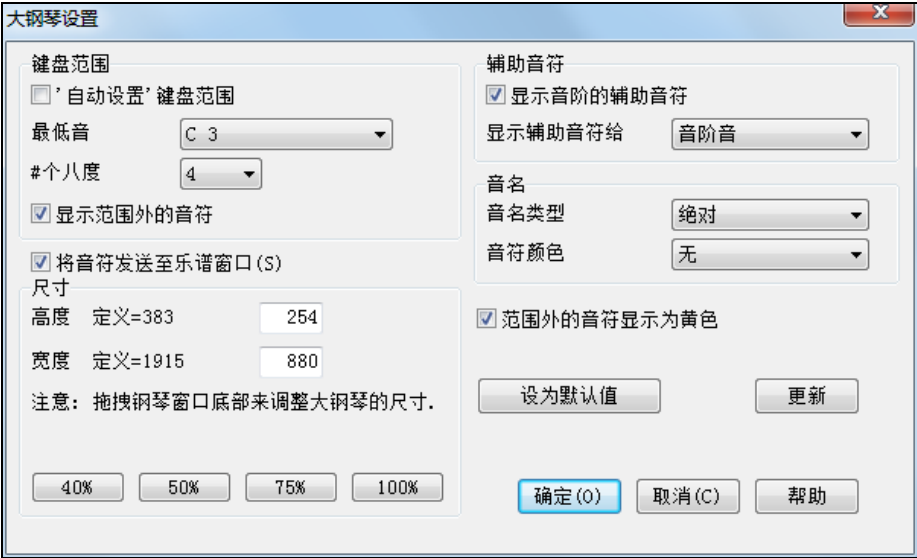 大钢琴设置
键盘范围
'自动设置'键盘范围
最低音 C 3
#个八度 4
显示范围外的音符
将音符发送至乐谱窗口(S)
尺寸
高度 定义=383 254
宽度 定义=1915 880
注意: 拖拽钢琴窗口底部来调整大钢琴的尺寸.
40% 50% 75% 100%
辅助音符
显示音阶的辅助音符
显示辅助音符给 音阶音
音名
音名类型 绝对
音符颜色 无
范围外的音符显示为黄色
设为默认值 更新
确定(O) 取消(C) 帮助